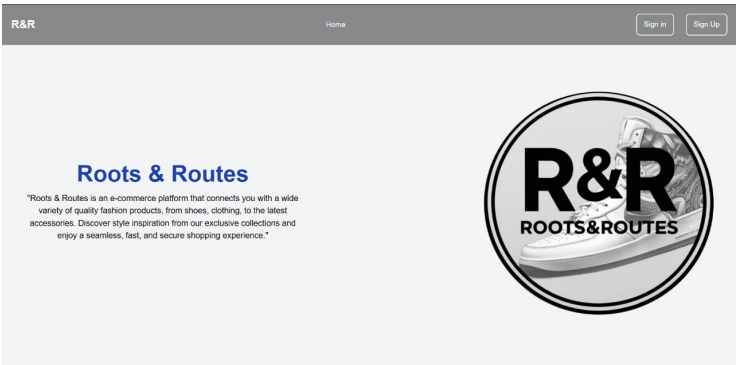 R&R
Home
Sign in
Sign Up
Roots & Routes
"Roots & Routes is an e-commerce platform that connects you with a wide
variety of quality fashion products, from shoes, clothing, to the latest
accessories. Discover style inspiration from our exclusive collections and
enjoy a seamless, fast, and secure shopping experience."
R&R
ROOTS&ROUTES